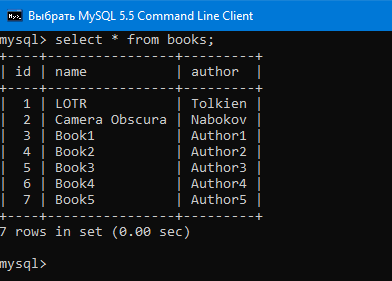 Выбрать MySQL 5.5 Command Line Client
mysql> select * from books;
+----+----------------+---------+
| id | name           | author  |
+----+----------------+---------+
|  1 | LOTR           | Tolkien |
|  2 | Camera Obscura | Nabokov |
|  3 | Book1          | Author1 |
|  4 | Book2          | Author2 |
|  5 | Book3          | Author3 |
|  6 | Book4          | Author4 |
|  7 | Book5          | Author5 |
+----+----------------+---------+
7 rows in set (0.00 sec)
mysql>